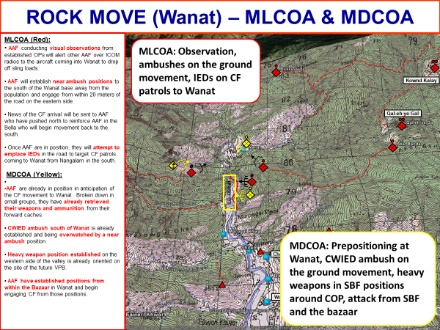 ROCK MOVE (Wanat) – MLCOA & MDCOA
MLCOA (Red):
• AAF conducting visual observations from
established OPs will alert other AAF over ICOM
radios to the aircraft coming into Wanat to drop
off sling loads.
• AAF will establish near ambush positions to
the south of the Wanat base away from the
population and engage from within 20 meters of
the road on the eastern side
• News of the CF arrival will be sent to AAF
who have pushed north to reinforce AAF in the
Bella who will begin movement back to the
south
• Once AAF are in position, they will attempt
to emplace IEDs in the road to target CF patrols
coming to Wanat from Nangalam in the south.
MDCOA (Yellow):
•
•AAF are already in position in anticipation of
the CF movement to Wanat. Broken down in
small groups, they have already retrieved
their weapons and ammunition from their
forward caches.
• CWIED ambush south of Wanat is already
established and being overwatched by a near
ambush position.
• Heavy weapon position established on the
western side of the valley is already oriented on
the site of the future VPB.
• AAF have established positions from
within the Bazaar in Wanat and begin
engaging CF from those positions.
MLCOA: Observation,
ambushes on the ground
movement, IEDs on CF
patrols to Wanat
MDCOA: Prepositioning at
Wanat, CWIED ambush on
the ground movement, heavy
weapons in SBF positions
around COP, attack from SBF
and the bazaar